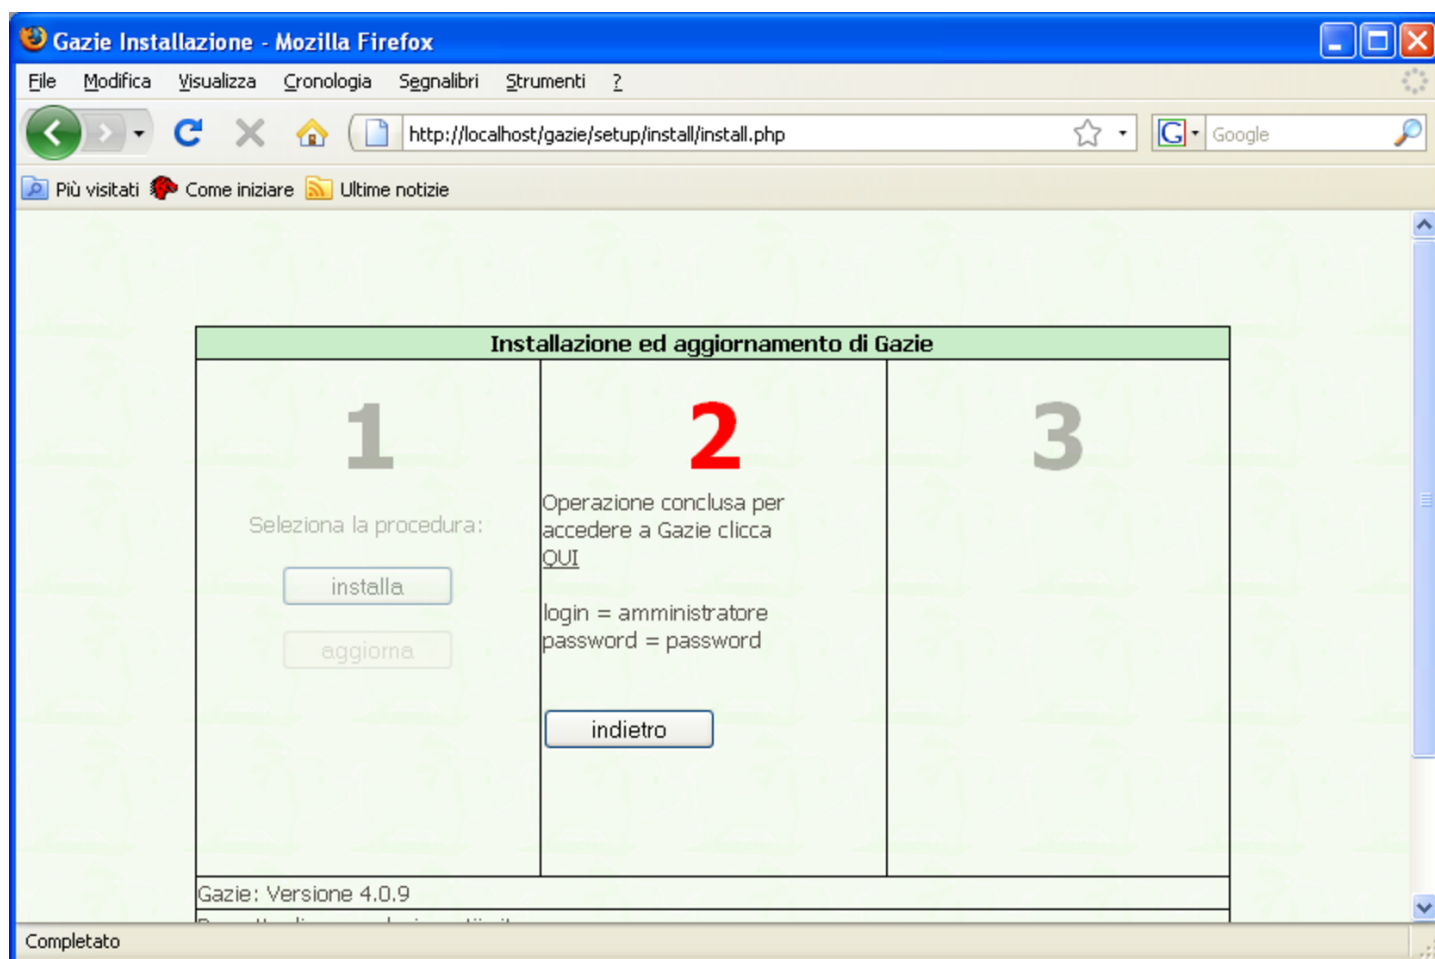 Gazie Installazione - Mozilla Firefox
File Modifica Visualizza Cronologia Segnalibri Strumenti ?
http://localhost/gazie/setup/install/install.php G Google
Più visitati Come iniziare Ultime notizie
Installazione ed aggiornamento di Gazie
1
Seleziona la procedura:
installa
aggiorna
2
Operazione conclusa per
accedere a Gazie clicca
QUI
login = amministratore
password = password
indietro
3
Gazie: Versione 4.0.9
Completato